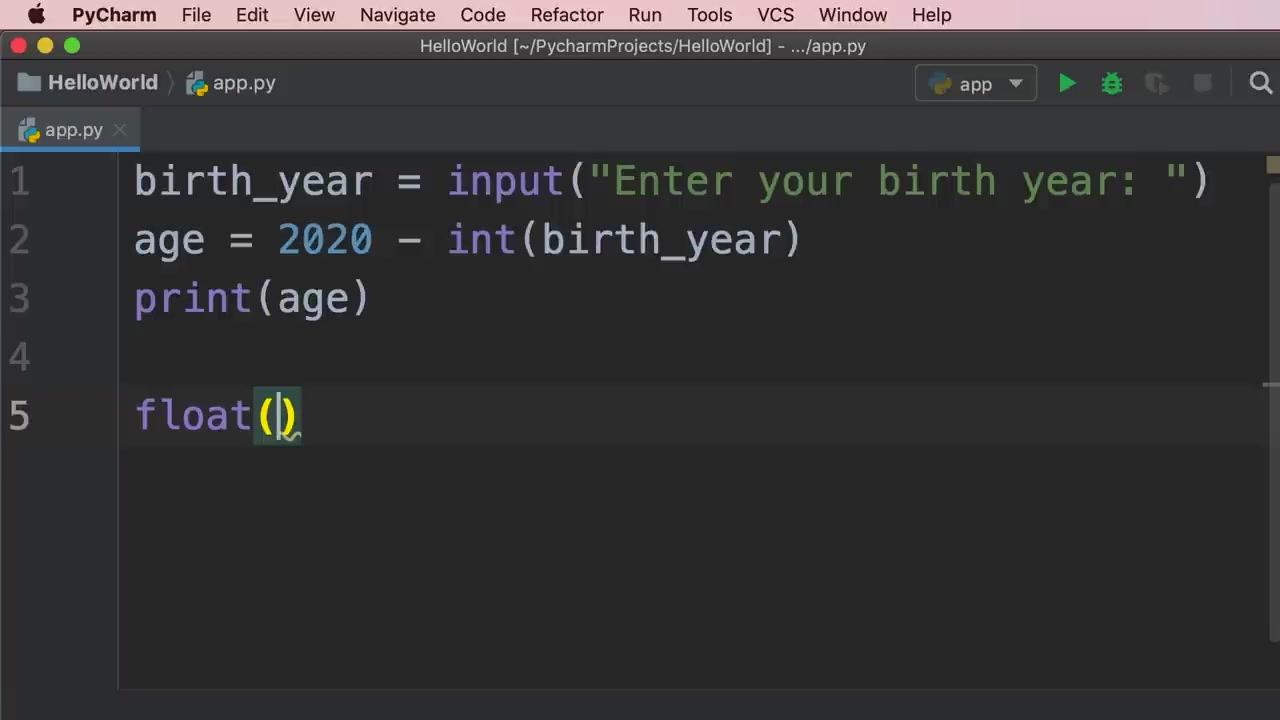 PyCharm File Edit View Navigate Code Refactor Run Tools VCS Window Help
HelloWorld [~/PycharmProjects/HelloWorld] - .../app.py
HelloWorld app.py app
app.py
1 birth_year = input("Enter your birth year: ")
2 age = 2020 - int(birth_year)
3 print(age)
4
5 float()